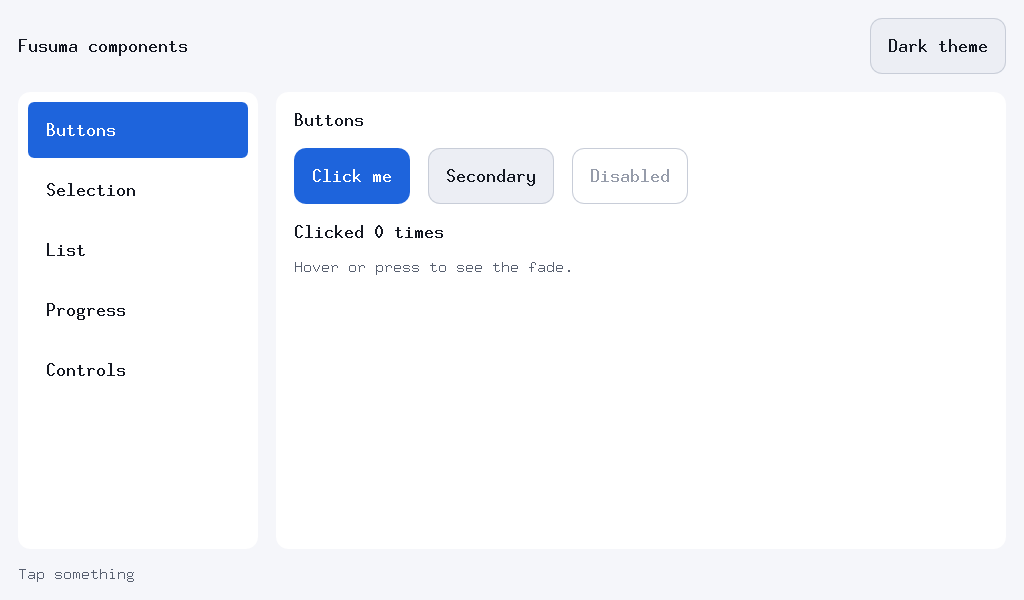 Fusuma components
Dark theme
Buttons
Selection
List
Progress
Controls
Buttons
Click me
Secondary
Disabled
Clicked 0 times
Hover or press to see the fade.
Tap something